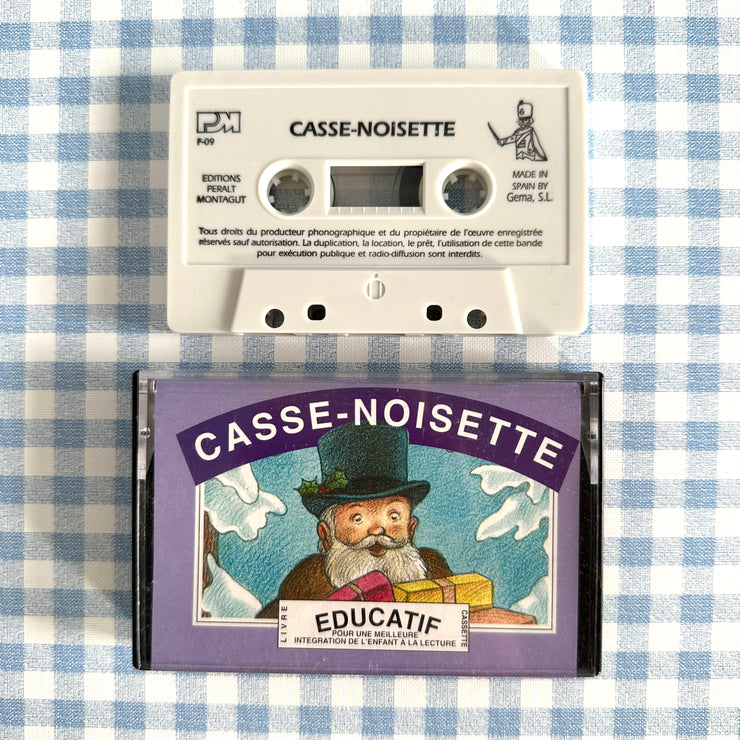 PM
F-09
CASSE-NOISETTE
EDITIONS
PERALT
MONTAGUT
MADE IN
SPAIN BY
Gema, S.L.
Tous droits du producteur phonographique et du propiétaire de l'œuvre enregistrée
réservés sauf autorisation. La duplication, la location, le prêt, l'utilisation de cette bande
pour exécution publique et radio-diffusion sont interdits.
CASSE-NOISETTE
LIVRE
EDUCATIF
POUR UNE MEILLEURE
INTEGRATION DE L'ENFANT A LA LECTURE
CASSETTE